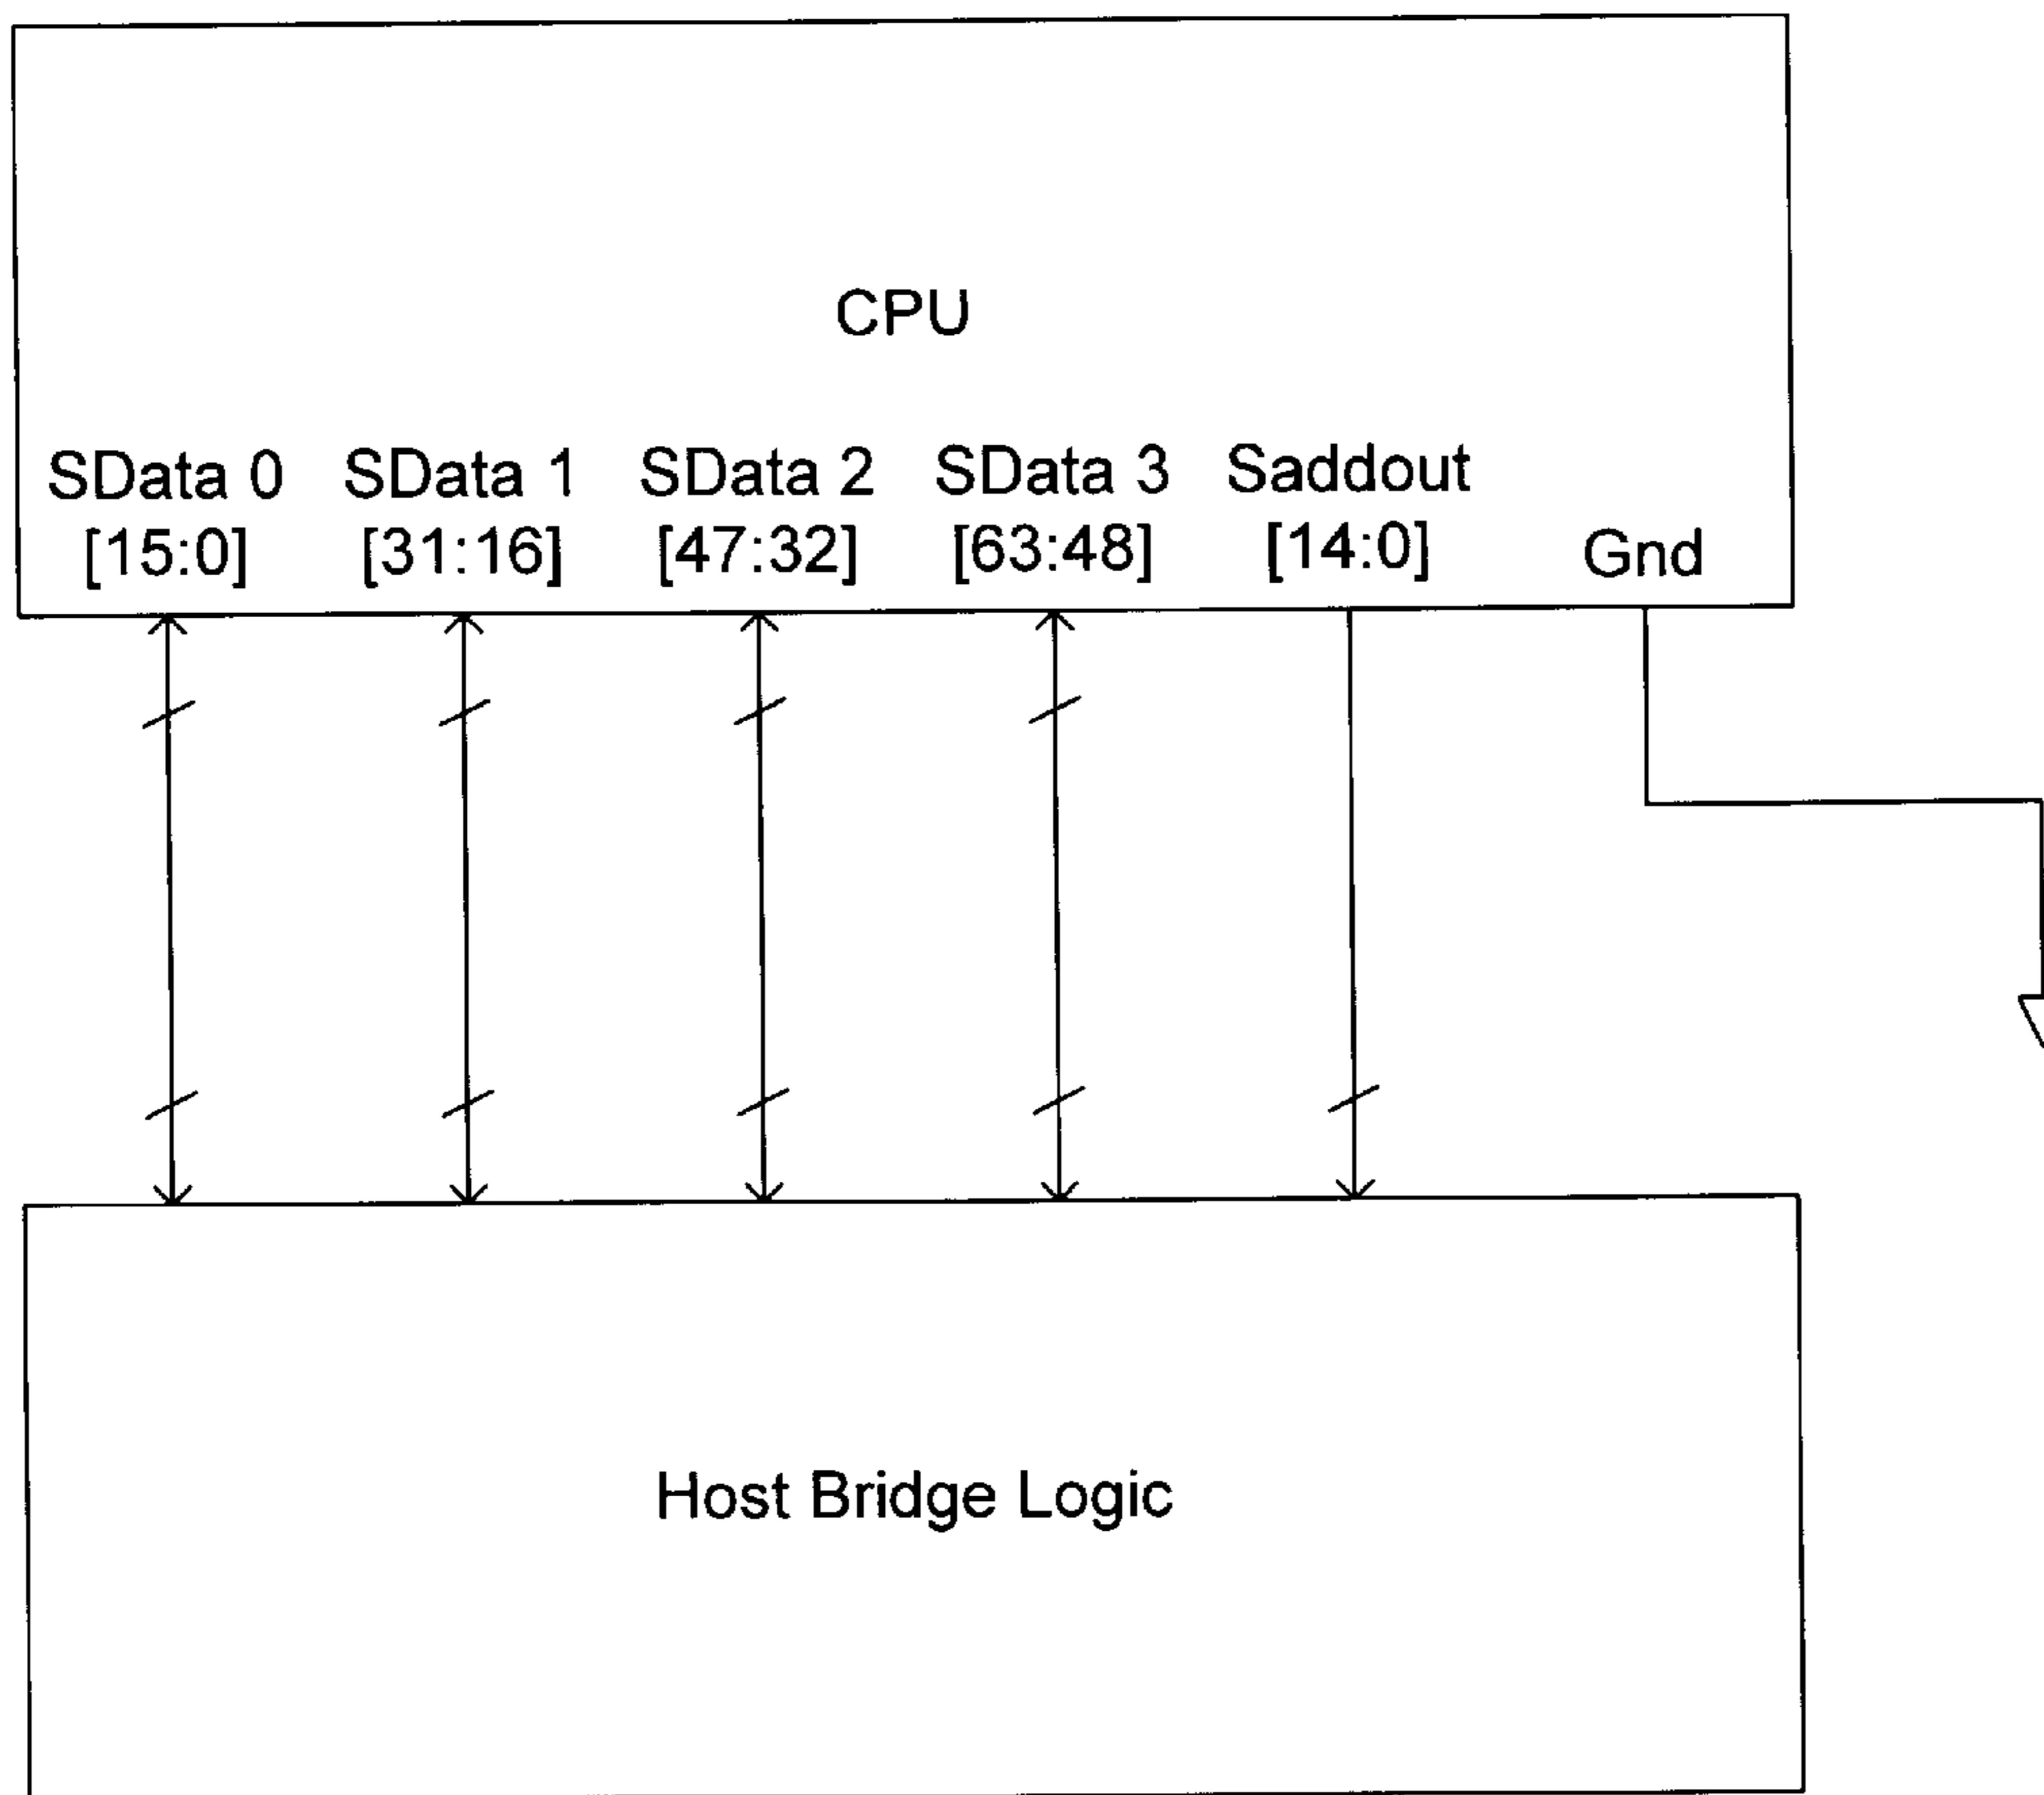 CPU
SData 0 SData 1 SData 2 SData 3 Saddout
[15:0] [31:16] [47:32] [63:48] [14:0] Gnd
Host Bridge Logic